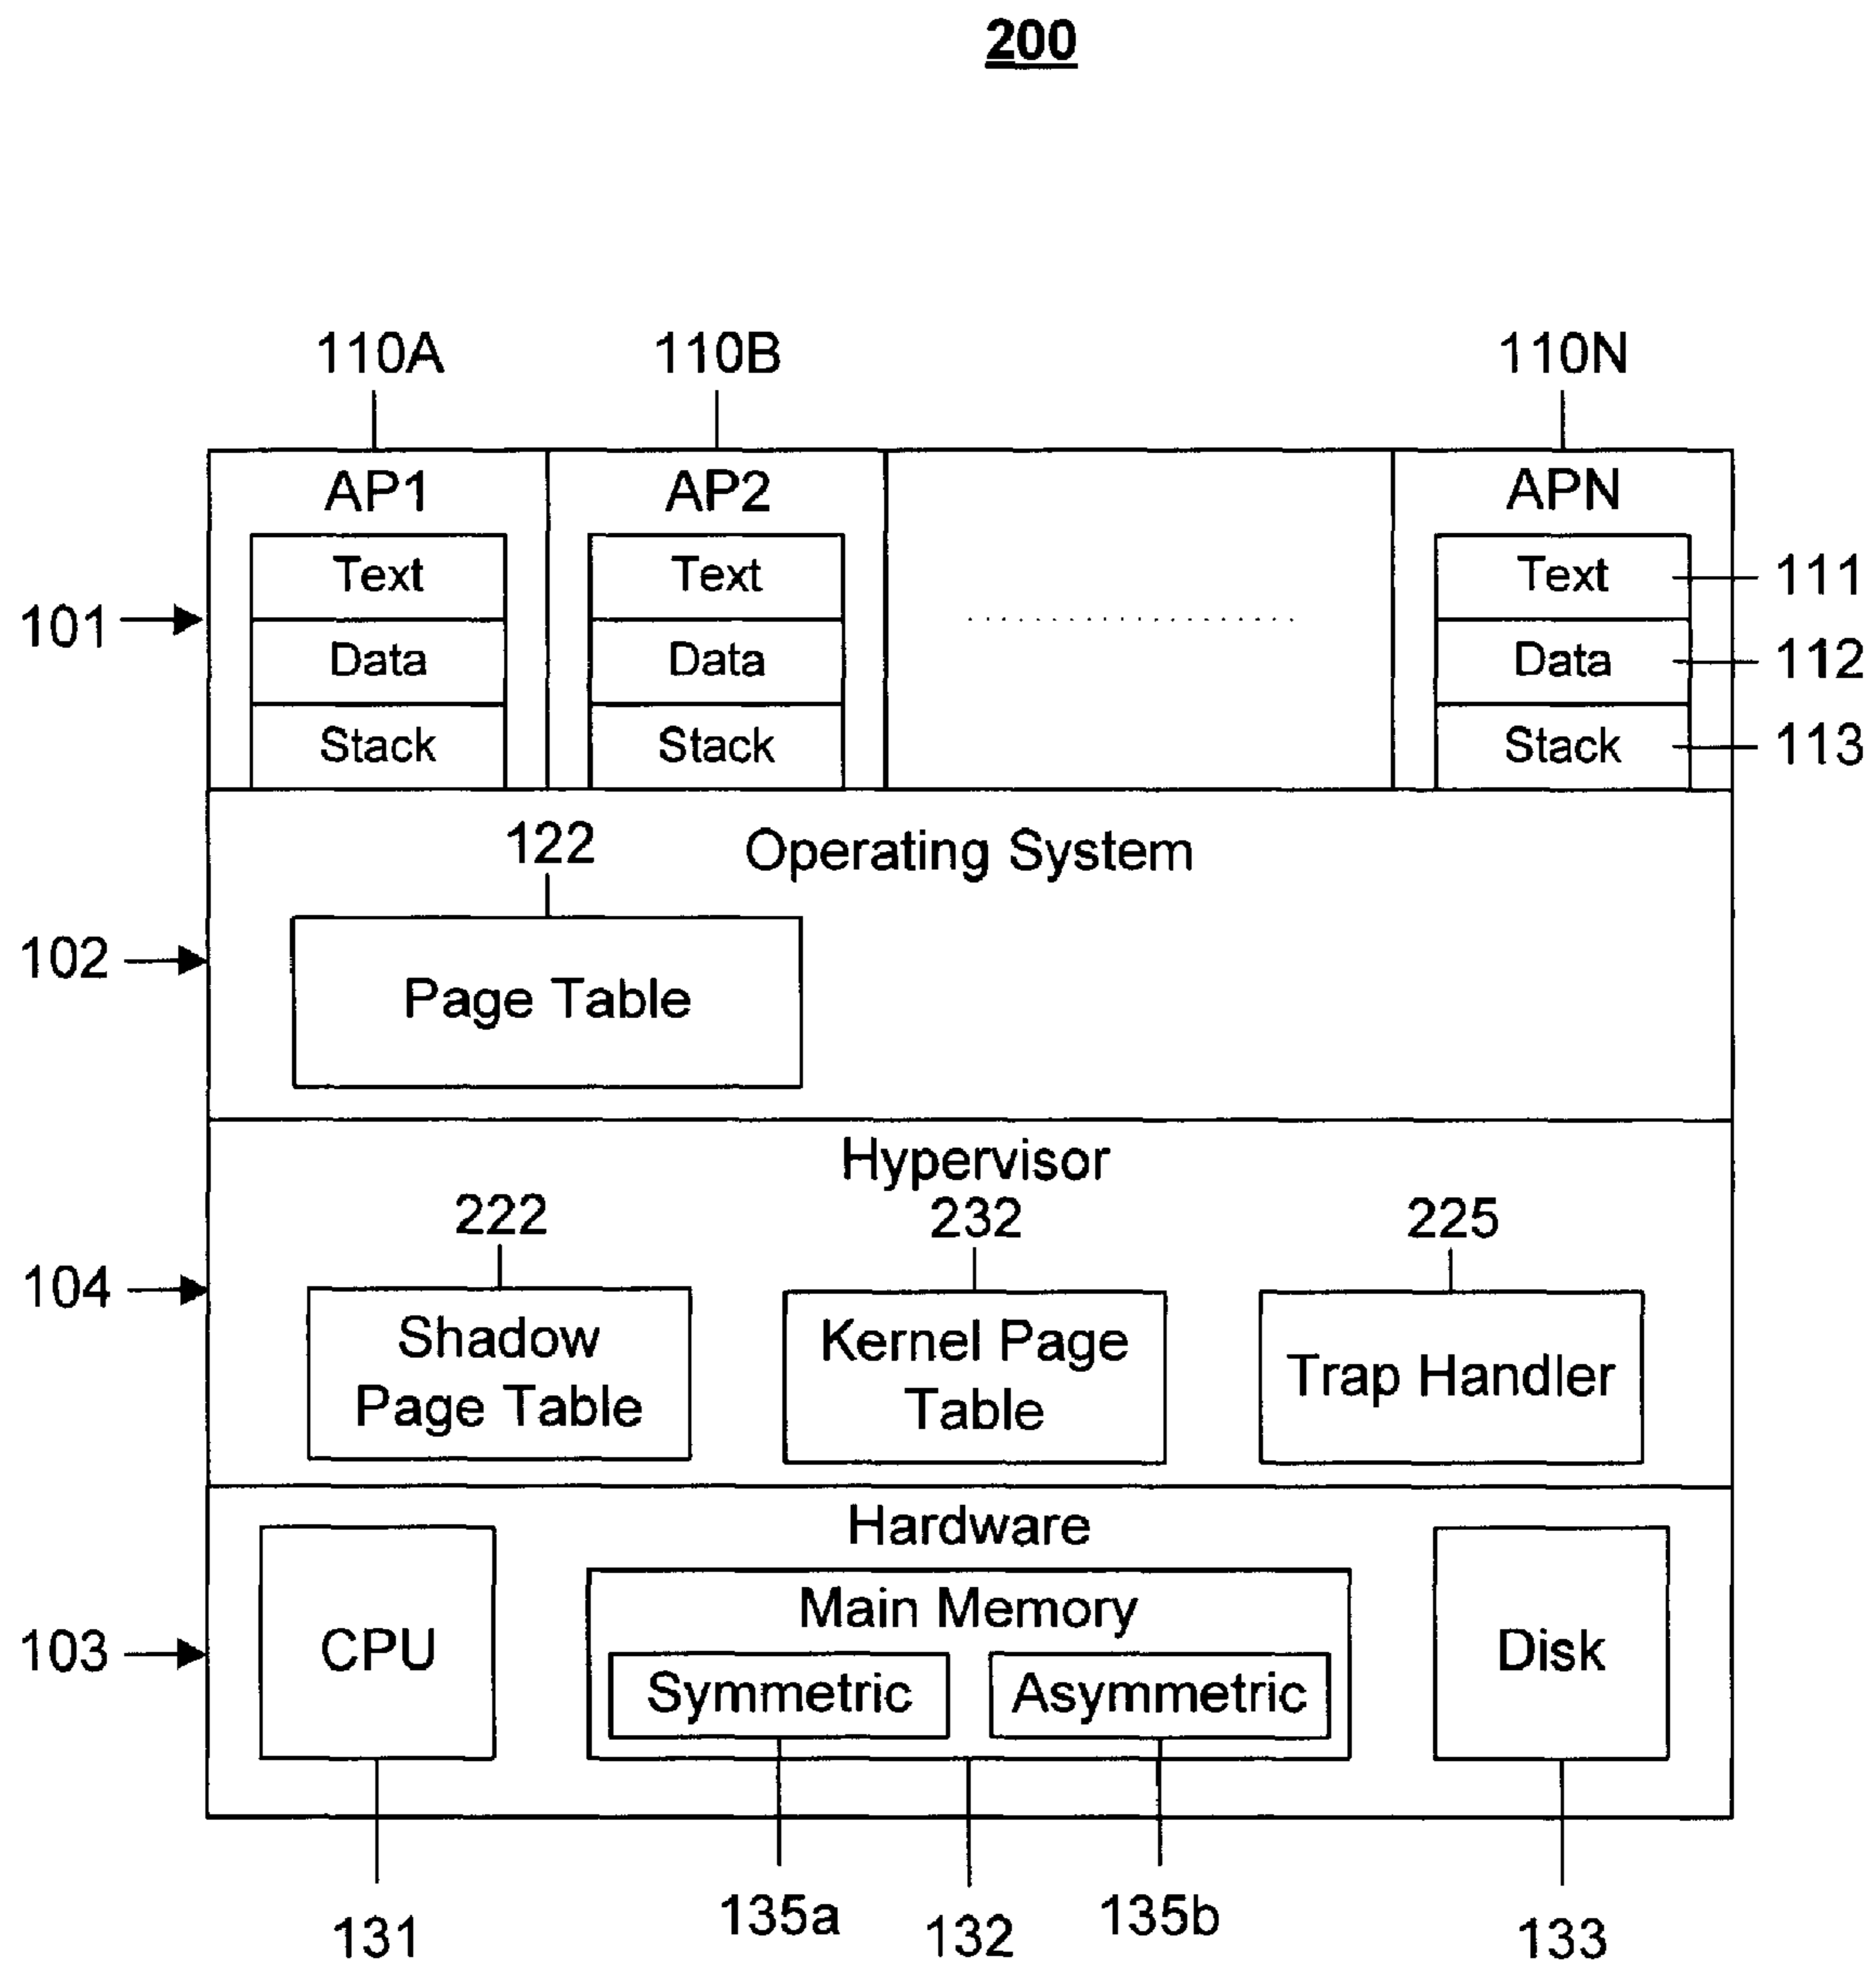 200
110A 110B 110N
AP1 AP2 APN
Text Text Text 111
101
Data Data Data 112
Stack Stack Stack 113
122 Operating System
102
Page Table
Hypervisor
222 232 225
104
Shadow
Page Table
Kernel Page
Table
Trap Handler
Hardware
Main Memory
103
CPU
Symmetric Asymmetric
Disk
135a 135b
131 132 133